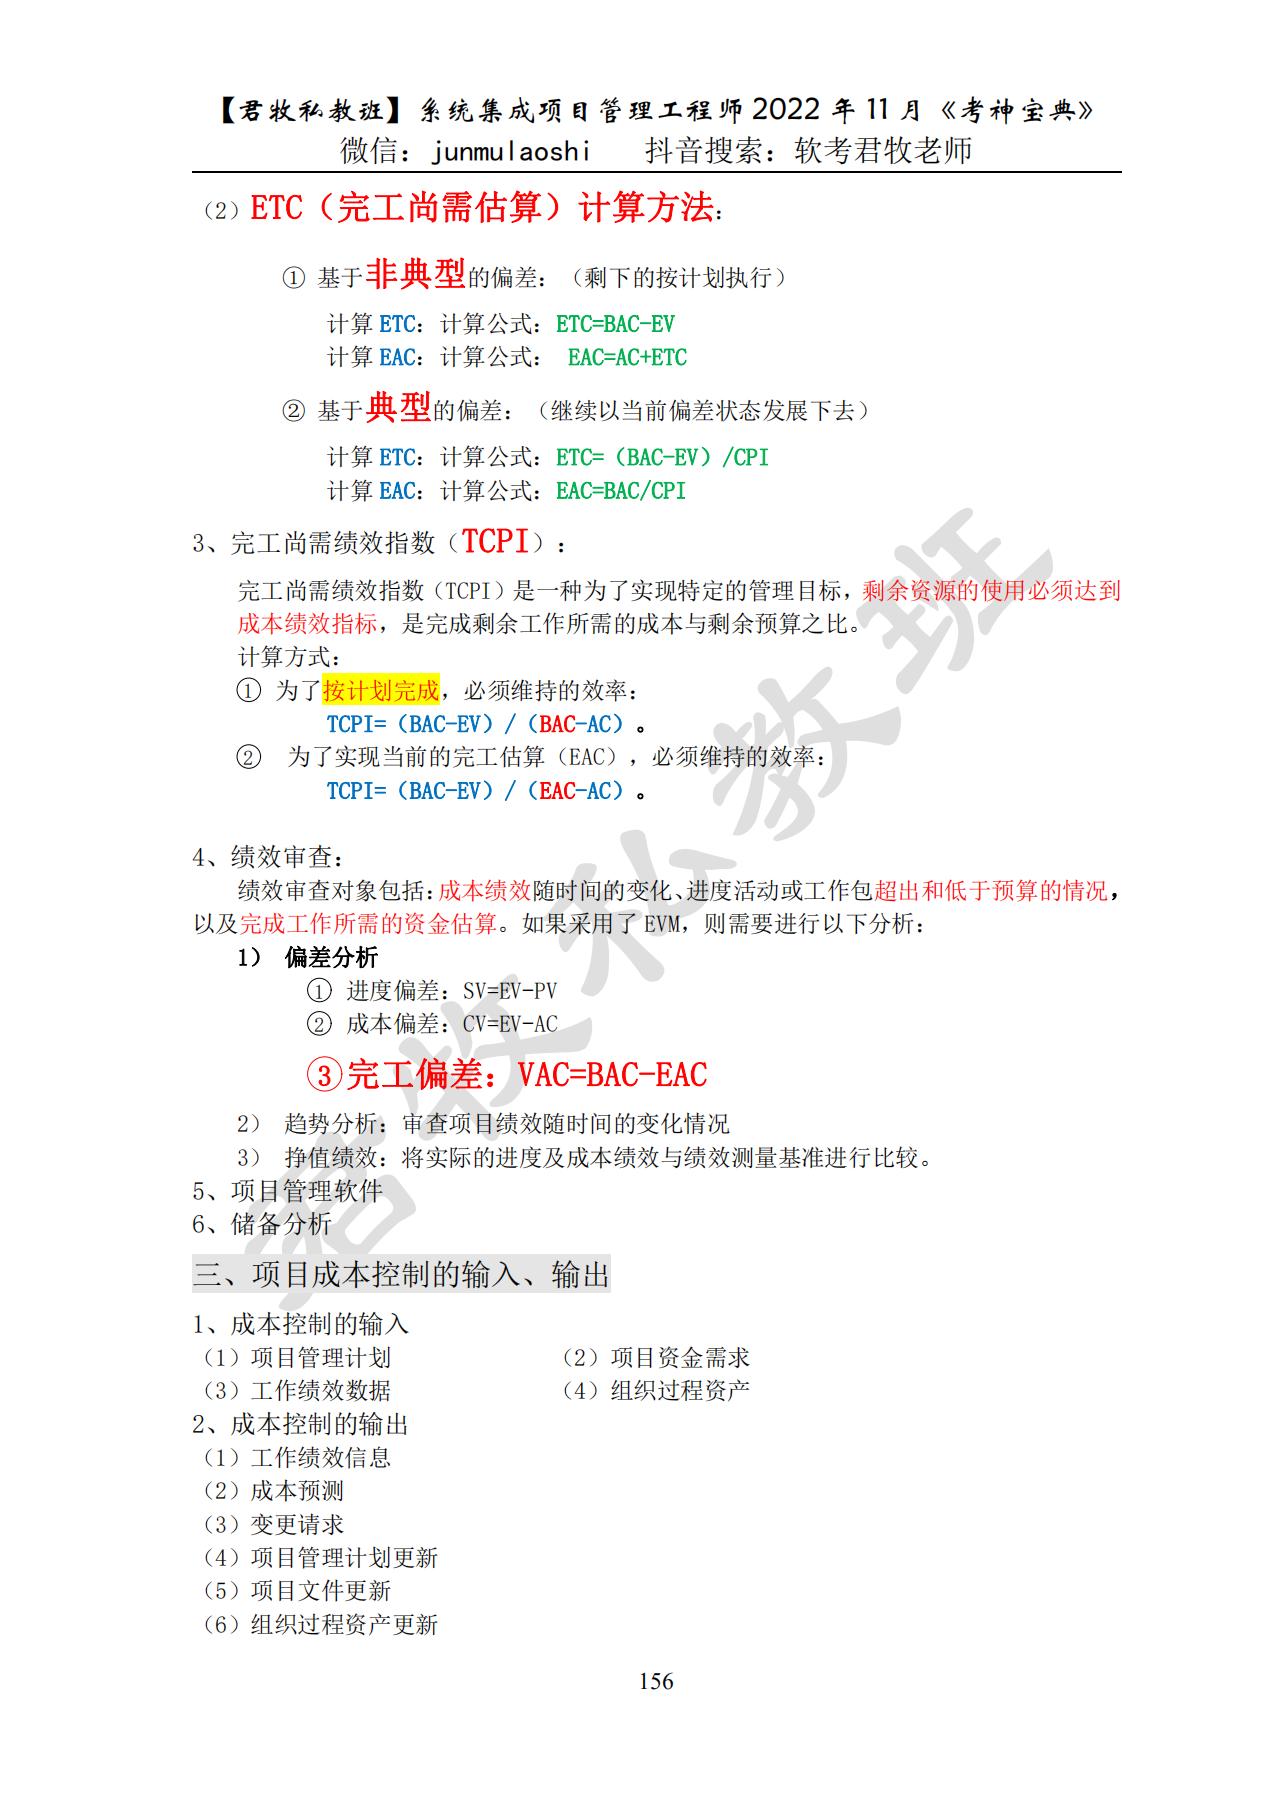 【君牧私教班】系统集成项目管理工程师 2022 年 11 月《考神宝典》
微信：junmulaoshi 抖音搜索：软考君牧老师
（2）ETC（完工尚需估算）计算方法：
① 基于非典型的偏差：（剩下的按计划执行）
计算 ETC：计算公式：ETC=BAC-EV
计算 EAC：计算公式： EAC=AC+ETC
② 基于典型的偏差：（继续以当前偏差状态发展下去）
计算 ETC：计算公式：ETC=（BAC-EV）/CPI
计算 EAC：计算公式：EAC=BAC/CPI
3、完工尚需绩效指数（TCPI）：
完工尚需绩效指数（TCPI）是一种为了实现特定的管理目标，剩余资源的使用必须达到
成本绩效指标，是完成剩余工作所需的成本与剩余预算之比。
计算方式：
① 为了按计划完成，必须维持的效率：
TCPI=（BAC-EV）/（BAC-AC）。
② 为了实现当前的完工估算（EAC），必须维持的效率：
TCPI=（BAC-EV）/（EAC-AC）。
4、绩效审查：
绩效审查对象包括：成本绩效随时间的变化、进度活动或工作包超出和低于预算的情况，
以及完成工作所需的资金估算。如果采用了 EVM，则需要进行以下分析：
1） 偏差分析
① 进度偏差：SV=EV-PV
② 成本偏差：CV=EV-AC
③完工偏差：VAC=BAC-EAC
2） 趋势分析：审查项目绩效随时间的变化情况
3） 挣值绩效：将实际的进度及成本绩效与绩效测量基准进行比较。
5、项目管理软件
6、储备分析
三、项目成本控制的输入、输出
1、成本控制的输入
（1）项目管理计划 （2）项目资金需求
（3）工作绩效数据 （4）组织过程资产
2、成本控制的输出
（1）工作绩效信息
（2）成本预测
（3）变更请求
（4）项目管理计划更新
（5）项目文件更新
（6）组织过程资产更新
156
君牧私教班